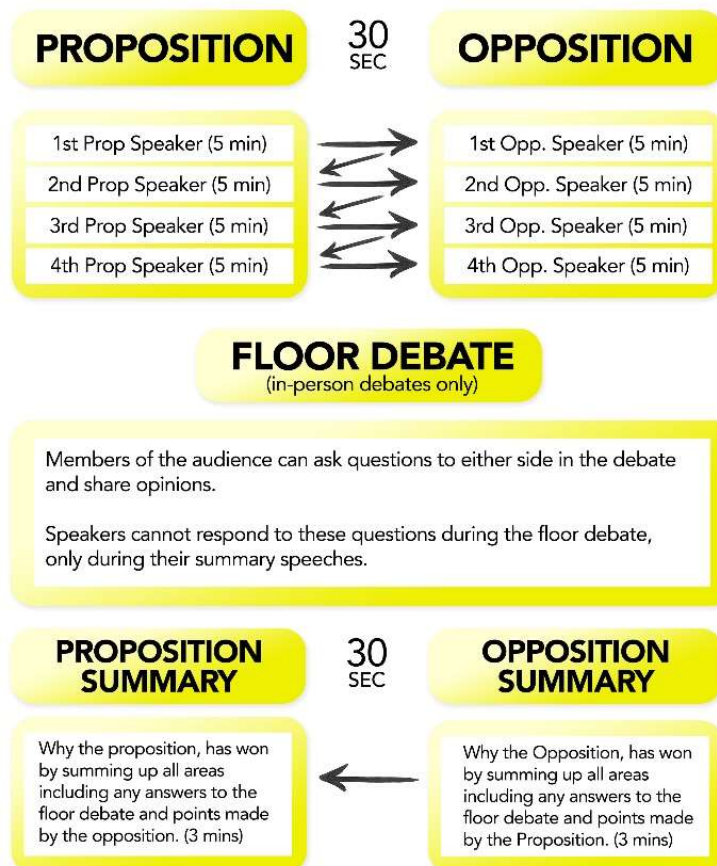 PROPOSITION
30
SEC
OPPOSITION
1st Prop Speaker (5 min)
1st Opp. Speaker (5 min)
2nd Prop Speaker (5 min)
2nd Opp. Speaker (5 min)
3rd Prop Speaker (5 min)
3rd Opp. Speaker (5 min)
4th Prop Speaker (5 min)
4th Opp. Speaker (5 min)
FLOOR DEBATE
(in-person debates only)
Members of the audience can ask questions to either side in the debate
and share opinions.
Speakers cannot respond to these questions during the floor debate,
only during their summary speeches.
PROPOSITION
SUMMARY
30
SEC
OPPOSITION
SUMMARY
Why the proposition, has won
by summing up all areas
including any answers to the
floor debate and points made
by the opposition. (3 mins)
Why the Opposition, has won
by summing up all areas
including any answers to the
floor debate and points made
by the Proposition. (3 mins)